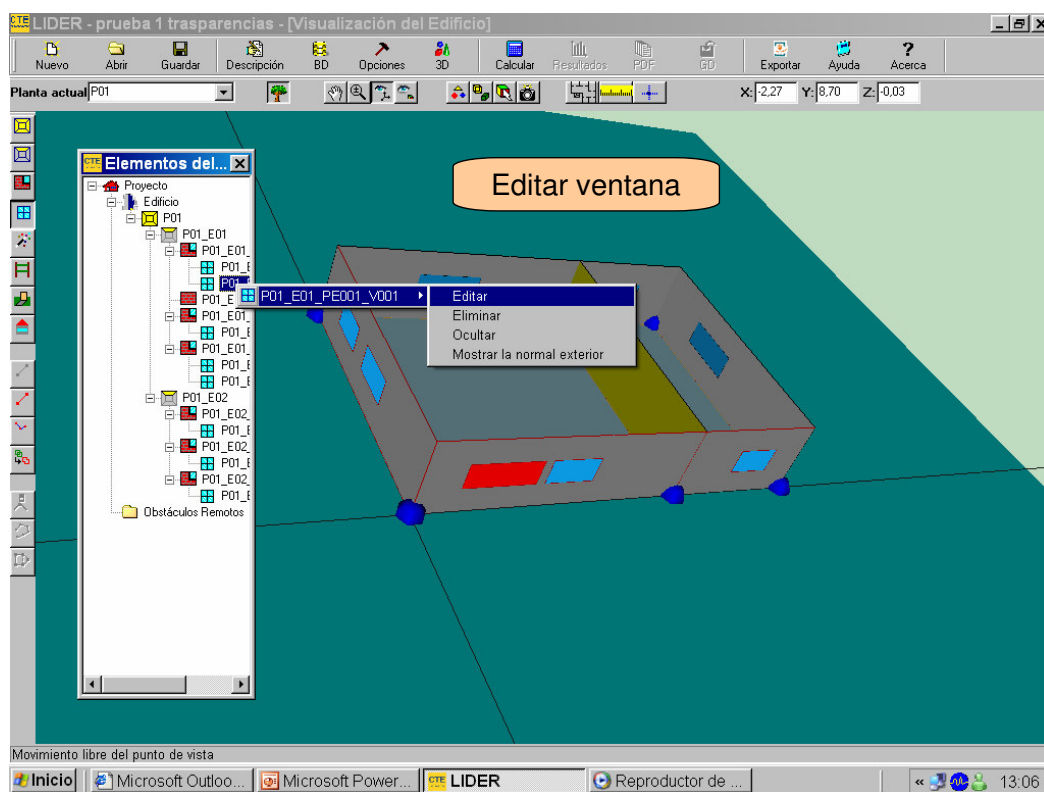 CTE LIDER - prueba 1 trasparencias - [Visualización del Edificio]
Nuevo Abrir Guardar Descripción BD Opciones 3D Calcular Resultados PDF GD Exportar Ayuda Acerca
Planta actual P01 X: -2,27 Y: 8,70 Z: -0,03
CTE Elementos del...
Editar ventana
Proyecto
Edificio
P01
P01_E01
P01_E01_
P01_E
P01_E
P01_E01_PE001_V001
Editar
Eliminar
Ocultar
Mostrar la normal exterior
P01_E01_
P01_E
P01_E01_
P01_E
P01_E
P01_E02
P01_E02_
P01_E
P01_E02_
P01_E
P01_E02_
P01_E
Obstáculos Remotos
Movimiento libre del punto de vista
Inicio Microsoft Outloo... Microsoft Power... CTE LIDER Reproductor de ... « 13:06